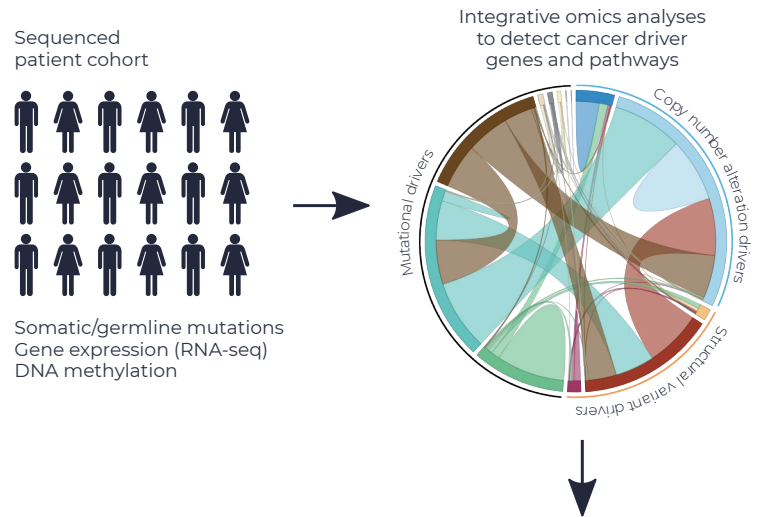 Sequenced
patient cohort
Integrative omics analyses
to detect cancer driver
genes and pathways
Copy number alteration drivers
Mutational drivers
Structural variant drivers
Somatic/germline mutations
Gene expression (RNA-seq)
DNA methylation